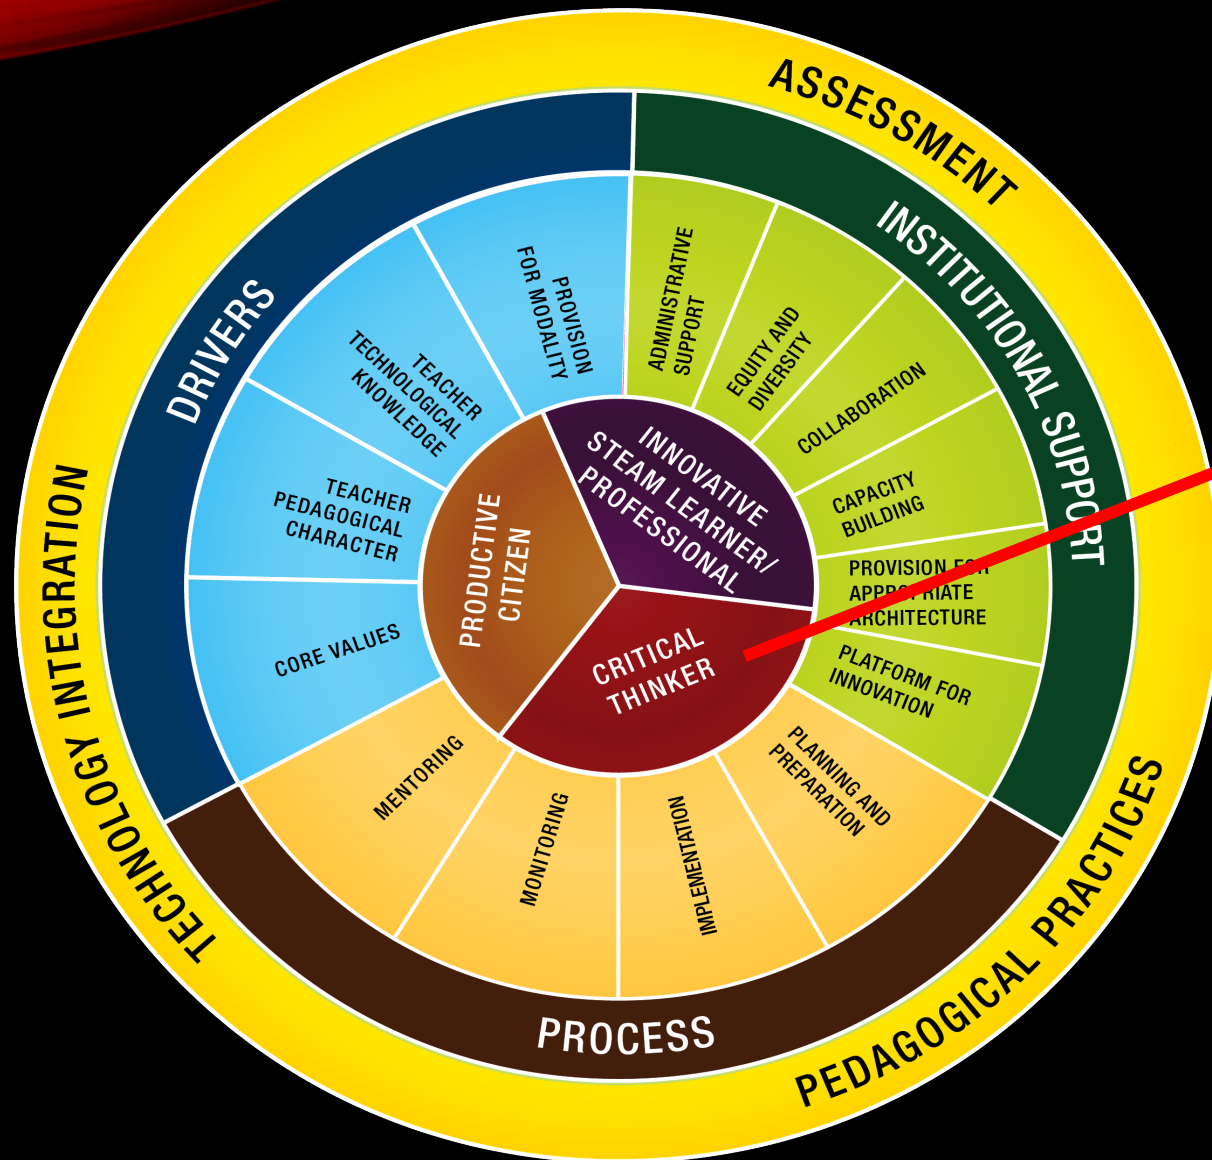 ASSESSMENT
INSTITUTIONAL SUPPORT
DRIVERS
PROVISION
FOR MODALITY
ADMINISTRATIVE
SUPPORT
EQUITY AND
DIVERSITY
COLLABORATION
CAPACITY
BUILDING
PROVISION FOR
APPROPRIATE
ARCHITECTURE
PLATFORM FOR
INNOVATION
TEACHER
TECHNOLOGICAL
KNOWLEDGE
TEACHER
PEDAGOGICAL
CHARACTER
CORE VALUES
INNOVATIVE
STEAM LEARNER/
PROFESSIONAL
PRODUCTIVE
CITIZEN
CRITICAL
THINKER
MENTORING
MONITORING
IMPLEMENTATION
PLANNING AND
PREPARATION
PROCESS
TECHNOLOGY INTEGRATION
PEDAGOGICAL PRACTICES